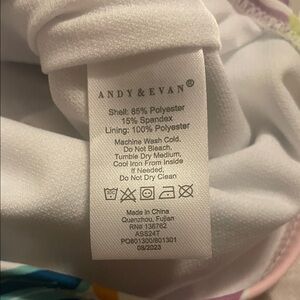 ANDY & EVAN®
Shell: 85% Polyester
15% Spandex
Lining: 100% Polyester
Machine Wash Cold.
Do Not Bleach.
Tumble Dry Medium,
Cool Iron From Inside
If Needed,
Do Not Dry Clean
Made in China
Quanzhou, Fujian
RN# 136762
ASS24T
PO801300/801301
08/2023